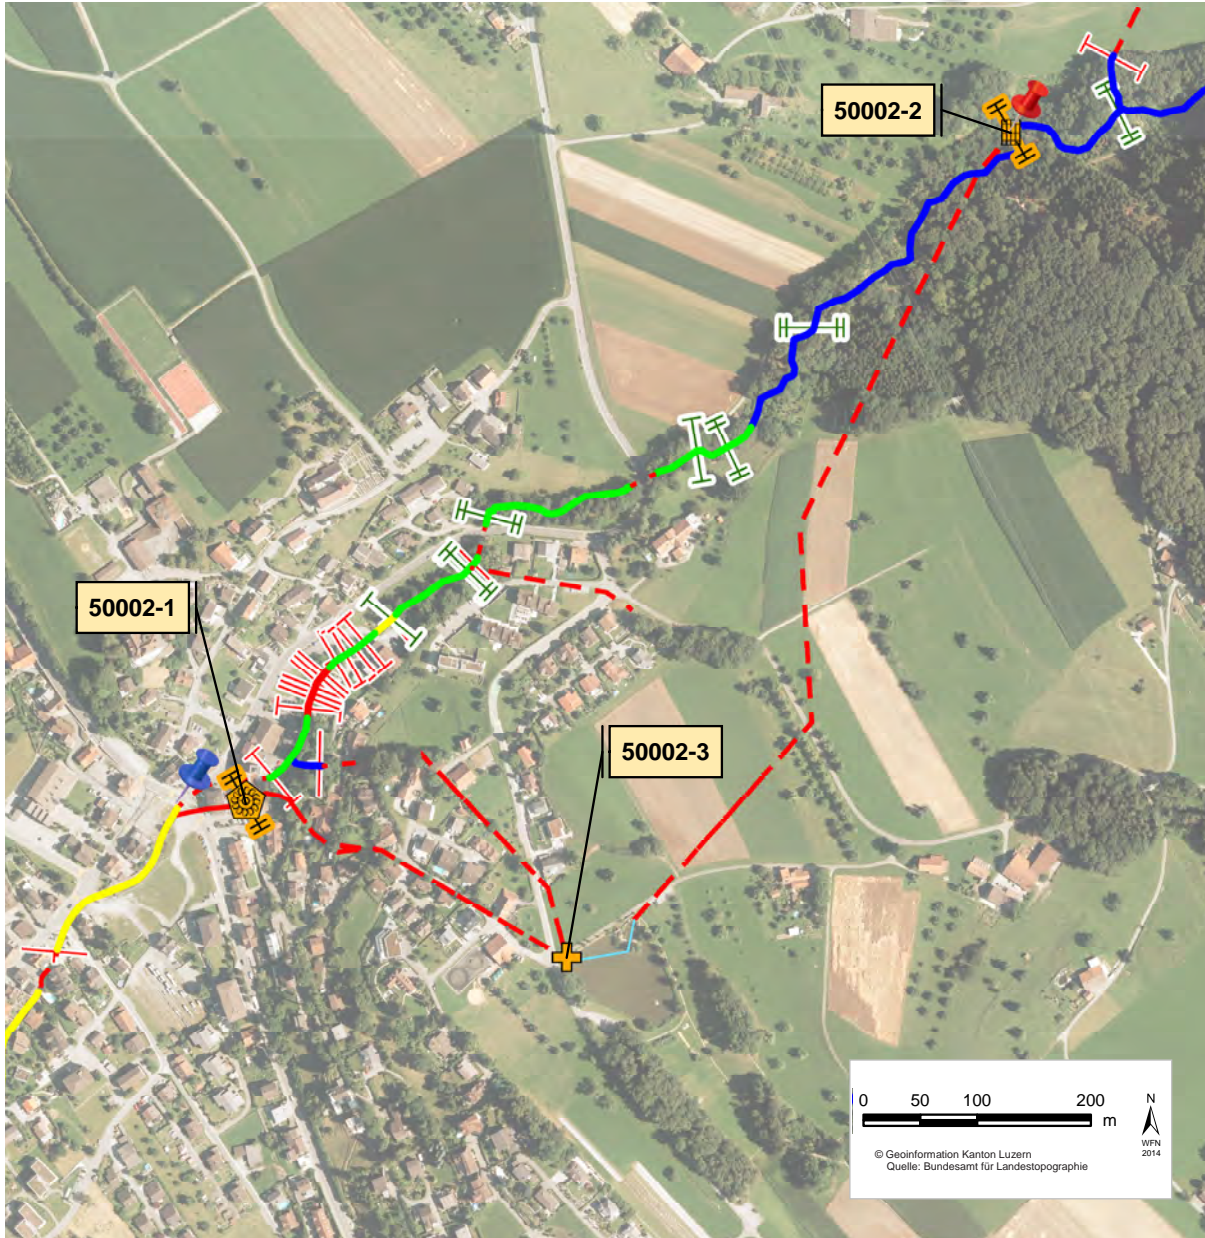 50002-2
50002-1
50002-3
0 50 100 200
m
N
WFN
2014
© Geoinformation Kanton Luzern
Quelle: Bundesamt für Landestopographie